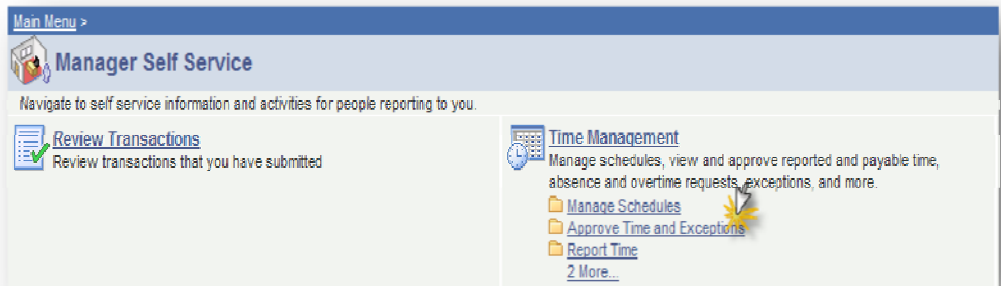 Main Menu >
Manager Self Service
Navigate to self service information and activities for people reporting to you.
Review Transactions
Review transactions that you have submitted
Time Management
Manage schedules, view and approve reported and payable time,
absence and overtime requests, exceptions, and more.
Manage Schedules
Approve Time and Exceptions
Report Time
2 More...